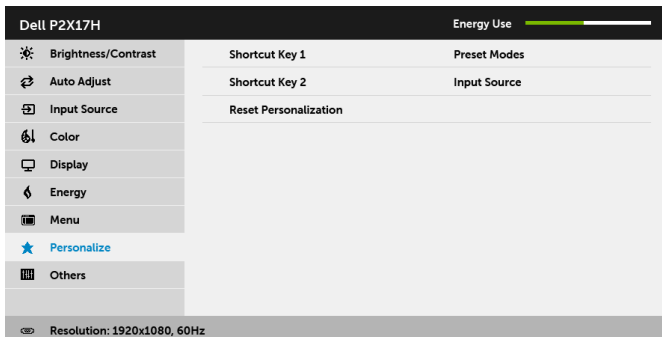 Dell P2X17H Energy Use
Brightness/Contrast Shortcut Key 1 Preset Modes
Auto Adjust Shortcut Key 2 Input Source
Input Source Reset Personalization
Color
Display
Energy
Menu
Personalize
Others
Resolution: 1920x1080, 60Hz